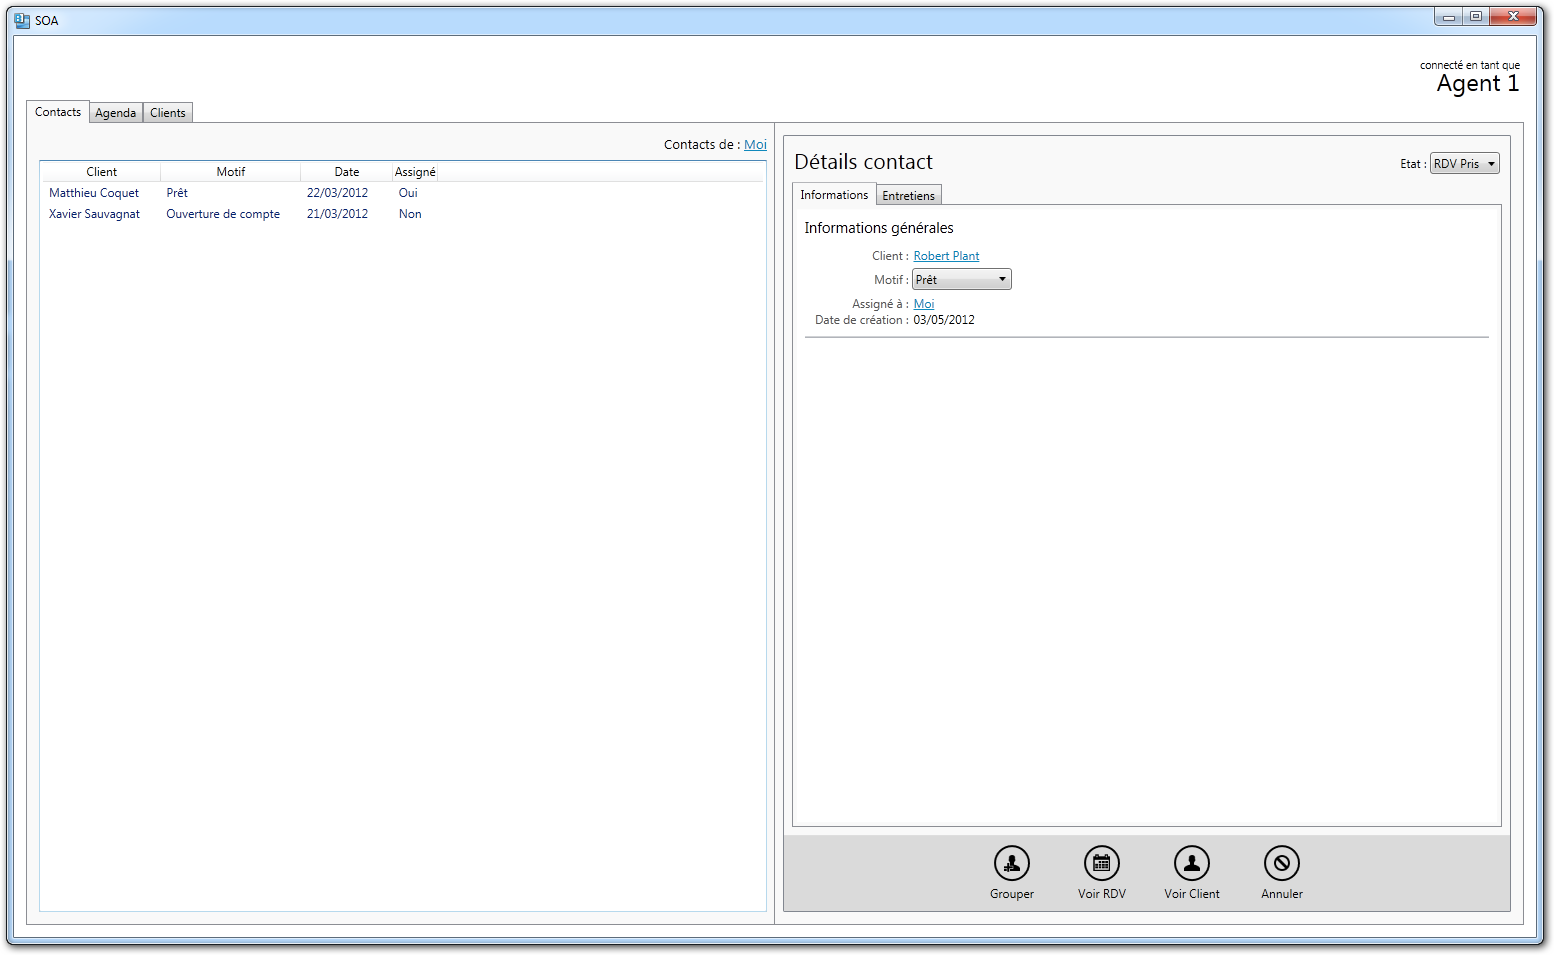 SOA
connecté en tant que
Agent 1
Contacts Agenda Clients
Contacts de : Moi
Client Motif Date Assigné
Matthieu Coquet Prêt 22/03/2012 Oui
Xavier Sauvagnat Ouverture de compte 21/03/2012 Non
Détails contact
Etat : RDV Pris
Informations Entretiens
Informations générales
Client : Robert Plant
Motif : Prêt
Assigné à : Moi
Date de création : 03/05/2012
Grouper Voir RDV Voir Client Annuler